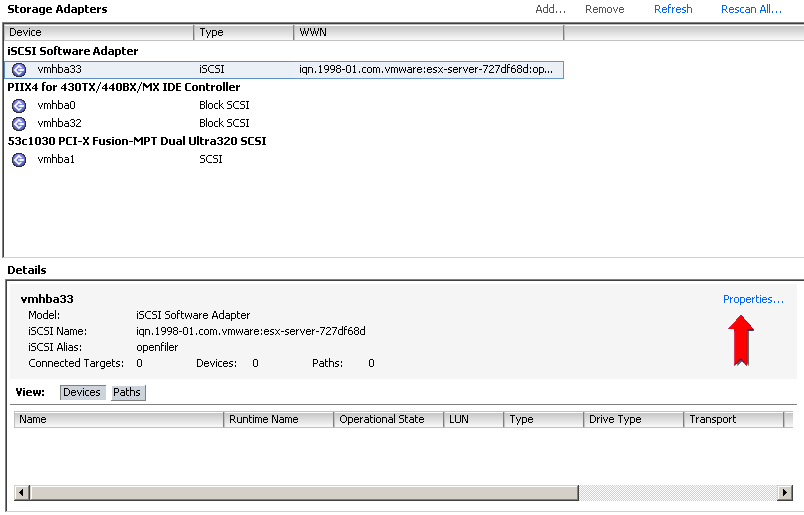 Storage Adapters Add... Remove Refresh Rescan All...
Device Type WWN
iSCSI Software Adapter
vmhba33 iSCSI iqn.1998-01.com.vmware:esx-server-727df68d:op...
PIIX4 for 430TX/440BX/MX IDE Controller
vmhba0 Block SCSI
vmhba32 Block SCSI
53c1030 PCI-X Fusion-MPT Dual Ultra320 SCSI
vmhba1 SCSI
Details
vmhba33 Properties...
Model: iSCSI Software Adapter
iSCSI Name: iqn.1998-01.com.vmware:esx-server-727df68d
iSCSI Alias: openfiler
Connected Targets: 0 Devices: 0 Paths: 0
View: Devices Paths
Name Runtime Name Operational State LUN Type Drive Type Transport